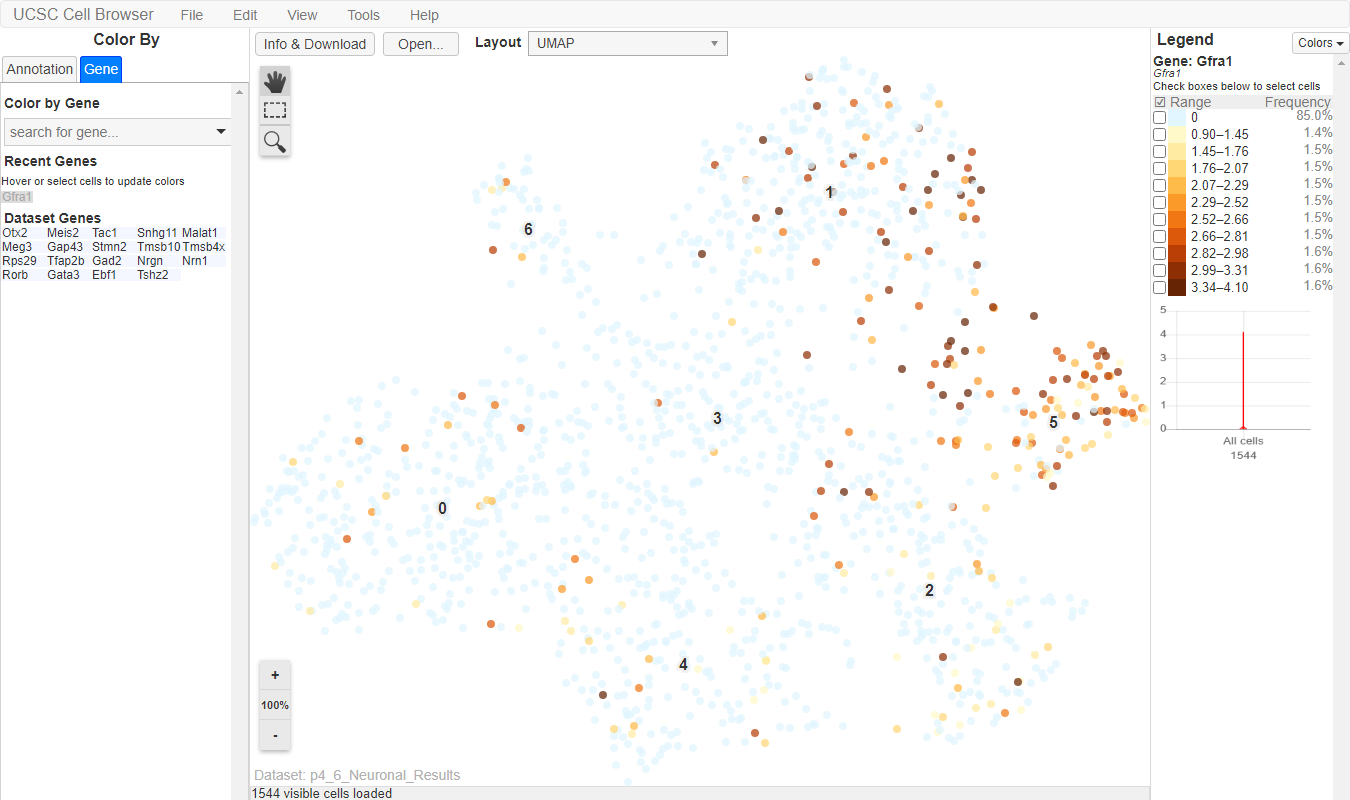 UCSC Cell Browser File Edit View Tools Help
Color By
Annotation Gene
Color by Gene
search for gene...
Recent Genes
Hover or select cells to update colors
Gfra1
Dataset Genes
Otx2 Meis2 Tac1 Snhg11 Malat1
Meg3 Gap43 Stmn2 Tmsb10 Tmsb4x
Rps29 Tfap2b Gad2 Nrgn Nrn1
Rorb Gata3 Ebf1 Tshz2
Info & Download Open... Layout UMAP
1
6
5
3
0
2
4
+
100%
-
Dataset: p4_6_Neuronal_Results
1544 visible cells loaded
Legend Colors
Gene: Gfra1
Gfra1
Check boxes below to select cells
Range Frequency
0 85.0%
0.90–1.45 1.4%
1.45–1.76 1.5%
1.76–2.07 1.5%
2.07–2.29 1.5%
2.29–2.52 1.5%
2.52–2.66 1.5%
2.66–2.81 1.5%
2.82–2.98 1.6%
2.99–3.31 1.6%
3.34–4.10 1.6%
5
4
3
2
1
0
All cells
1544